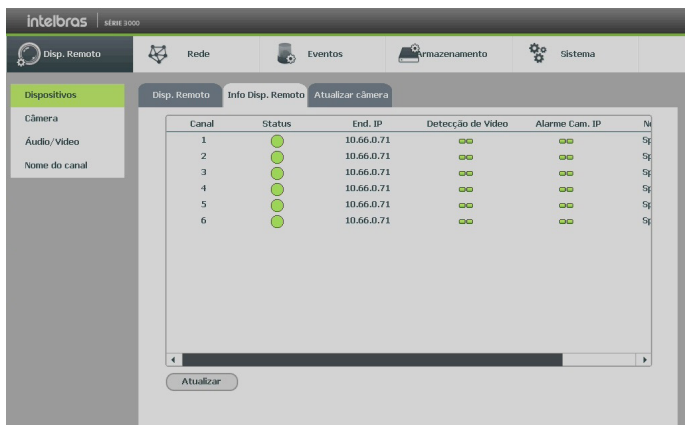 intelbras | SÉRIE 3000
Disp. Remoto Rede Eventos Armazenamento Sistema
Dispositivos
Câmera
Áudio/Vídeo
Nome do canal
Disp. Remoto Info Disp. Remoto Atualizar câmera
Canal Status End. IP Detecção de Vídeo Alarme Cam. IP
1 10.66.0.71
2 10.66.0.71
3 10.66.0.71
4 10.66.0.71
5 10.66.0.71
6 10.66.0.71
Atualizar